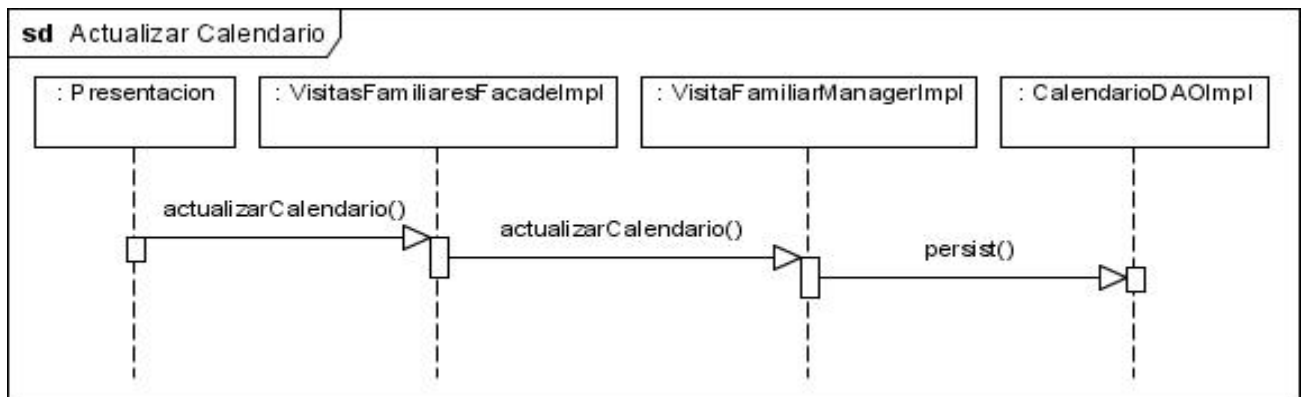 sd Actualizar Calendario
: Presentacion
: VisitasFamiliaresFacadeImpl
: VisitaFamiliarManagerImpl
: CalendarioDAOImpl
actualizarCalendario()
actualizarCalendario()
persist()